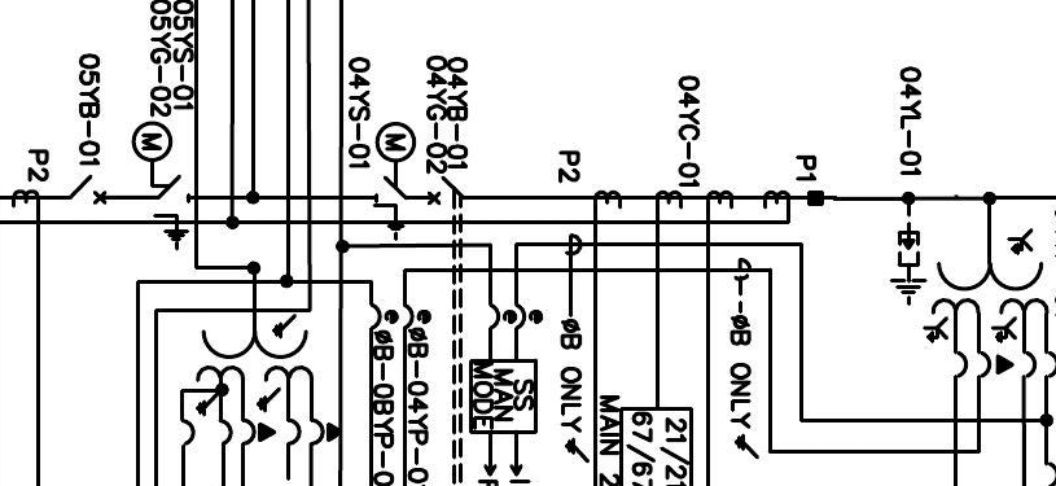 05YS-01
05YG-02
05YB-01
P2
M
04YS-01
M
04YB-01
04YG-02
P2
04YC-01
P1
04YL-01
øB ONLY
øB ONLY
e
e
e
e
øB-0BYP-0
øB-04YP-0
SS
MAN
MODE
MAIN 2
21/21
67/67